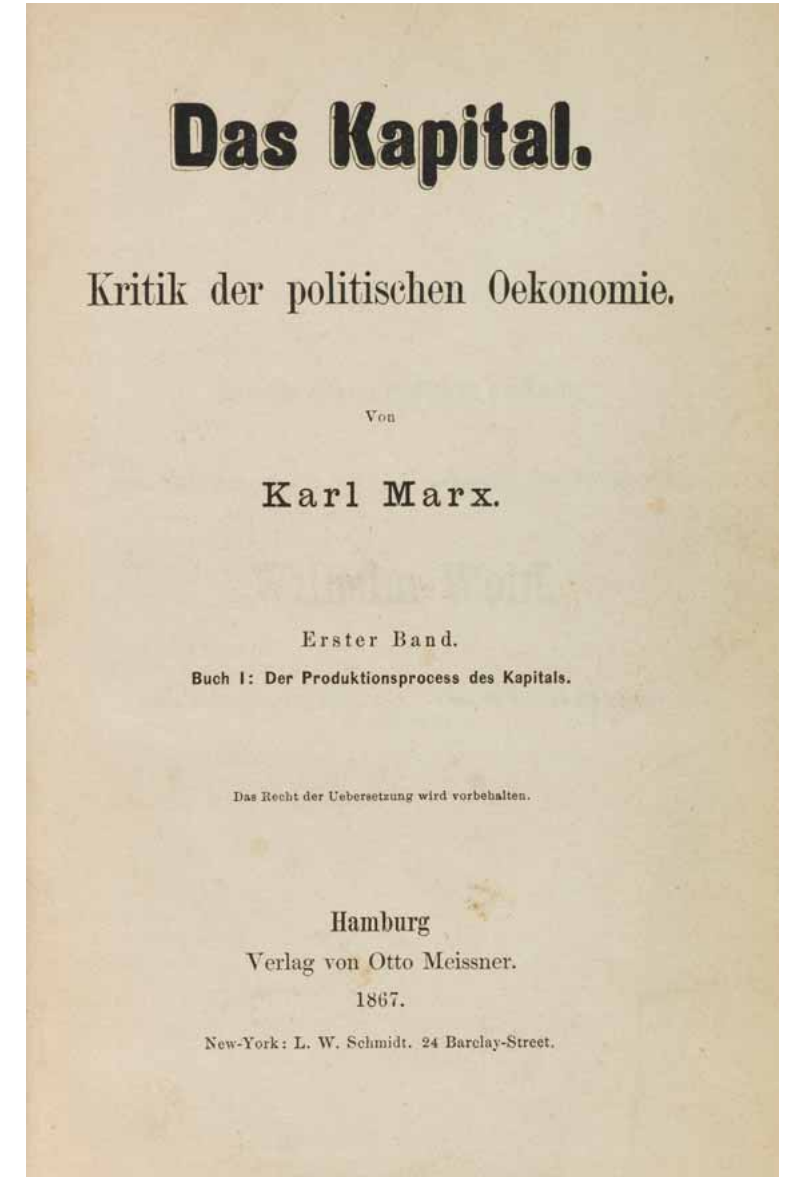 Das Kapital.
Kritik der politischen Oekonomie.
Von
Karl Marx.
Erster Band.
Buch I: Der Produktionsprocess des Kapitals.
Das Recht der Uebersetzung wird vorbehalten.
Hamburg
Verlag von Otto Meissner.
1867.
New-York: L. W. Schmidt. 24 Barclay-Street.